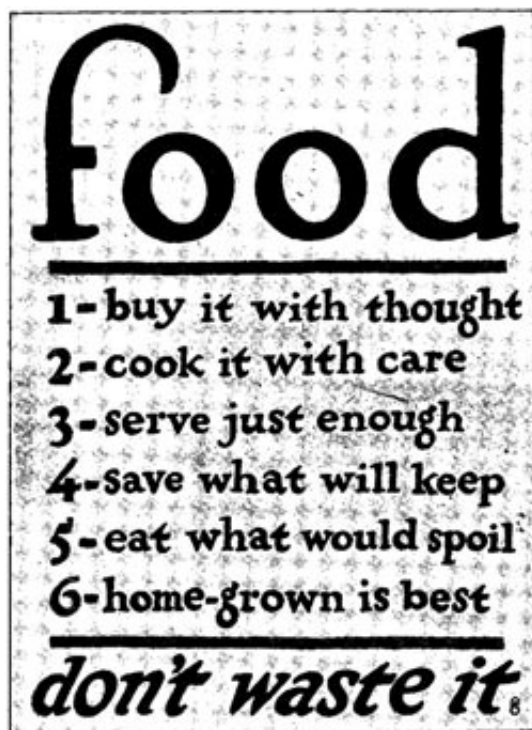 food
1-buy it with thought
2-cook it with care
3-serve just enough
4-save what will keep
5-eat what would spoil
6-home-grown is best
don't waste it
8